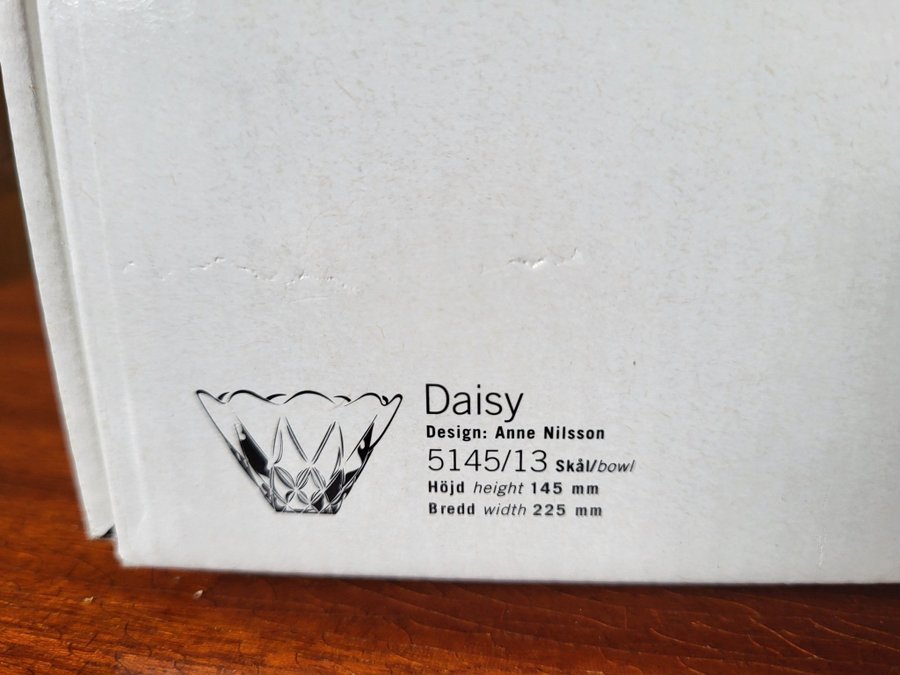 Daisy
Design: Anne Nilsson
5145/13 Skål/bowl
Höjd height 145 mm
Bredd width 225 mm